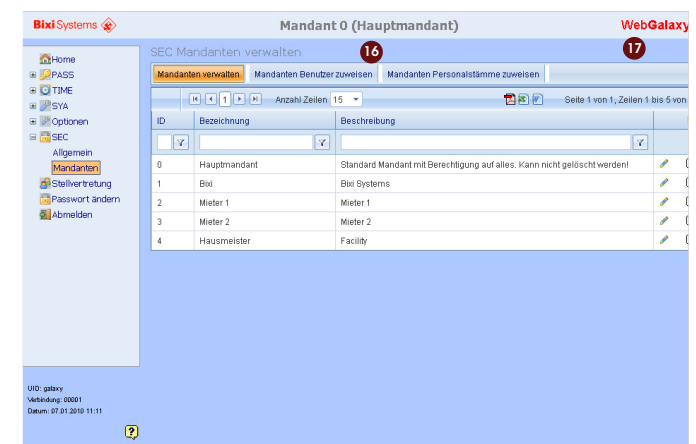 Bixi Systems
Mandant 0 (Hauptmandant)
WebGalaxy
SEC Mandanten verwalten
16
17
Home
PASS
TIME
SYA
Optionen
SEC
Allgemein
Mandanten
Stellvertretung
Passwort ändern
Abmelden
Mandanten verwalten Mandanten Benutzer zuweisen Mandanten Personalstämme zuweisen
1 Anzahl Zeilen 15 Seite 1 von 1, Zeilen 1 bis 5 von
ID Bezeichnung Beschreibung
0 Hauptmandant Standard Mandant mit Berechtigung auf alles. Kann nicht gelöscht werden!
1 Bixi Bixi Systems
2 Mieter 1 Mieter 1
3 Mieter 2 Mieter 2
4 Hausmeister Facility
UID: galaxy
Verbindung: 00001
Datum: 07.01.2010 11:11
?